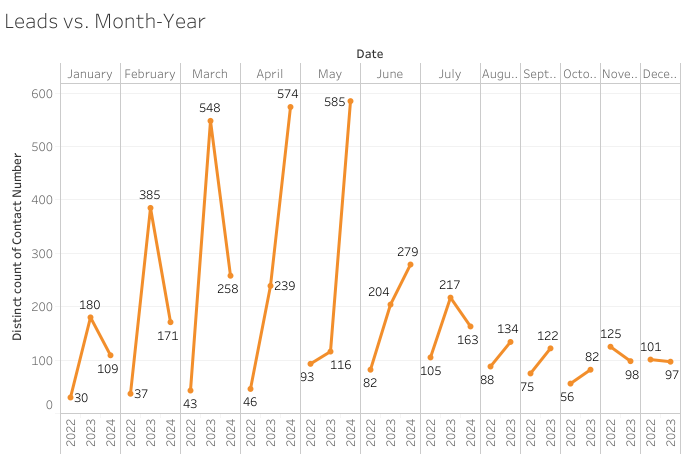 Leads vs. Month-Year
Date
January February March April May June July Augu.. Sept.. Octo.. Nove.. Dece..
Distinct count of Contact Number
600
500
400
300
200
100
0
30 180 109
37 385 171
43 548 258
46 239 574
93 116 585
82 204 279
105 217 163
88 134
75 122
56 82
125 98
101 97
2022 2023 2024 2022 2023 2024 2022 2023 2024 2022 2023 2024 2022 2023 2024 2022 2023 2024 2022 2023 2024 2022 2023 2022 2023 2022 2023 2022 2023 2022 2023